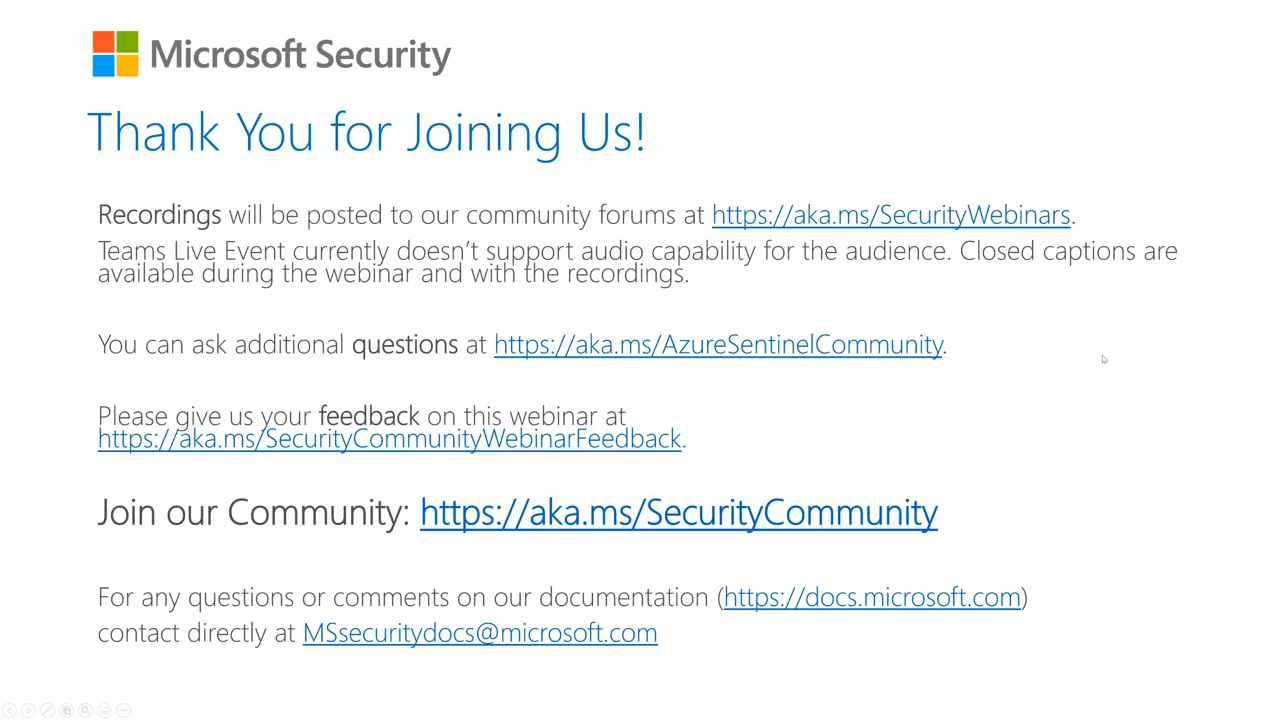 Microsoft Security
Thank You for Joining Us!
Recordings will be posted to our community forums at https://aka.ms/SecurityWebinars.
Teams Live Event currently doesn’t support audio capability for the audience. Closed captions are
available during the webinar and with the recordings.
You can ask additional questions at https://aka.ms/AzureSentinelCommunity.
Please give us your feedback on this webinar at
https://aka.ms/SecurityCommunityWebinarFeedback.
Join our Community: https://aka.ms/SecurityCommunity
For any questions or comments on our documentation (https://docs.microsoft.com)
contact directly at MSsecuritydocs@microsoft.com